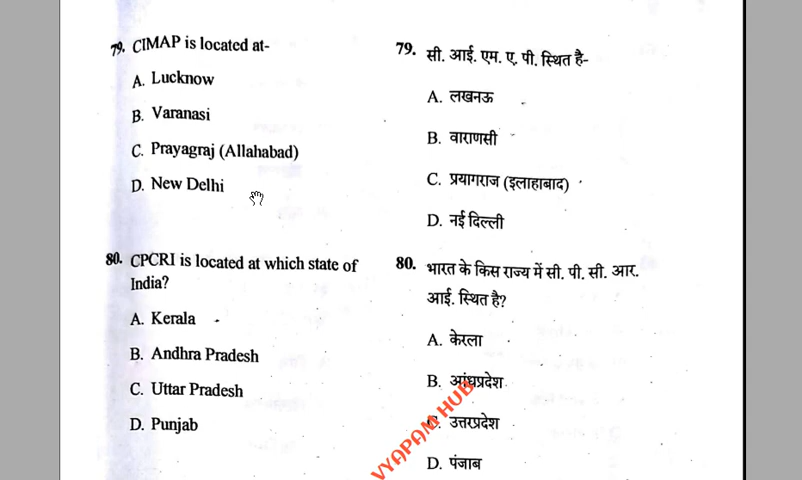 79. CIMAP is located at-
A. Lucknow
B. Varanasi
C. Prayagraj (Allahabad)
D. New Delhi
80. CPCRI is located at which state of
India?
A. Kerala
B. Andhra Pradesh
C. Uttar Pradesh
D. Punjab
79. सी. आई. एम. ए. पी. स्थित है-
A. लखनऊ
B. वाराणसी
C. प्रयागराज (इलाहाबाद)
D. नई दिल्ली
80. भारत के किस राज्य में सी. पी. सी. आर.
आई. स्थित है?
A. केरला
B. आंध्रप्रदेश
C. उत्तरप्रदेश
D. पंजाब
VYAPAM HUB